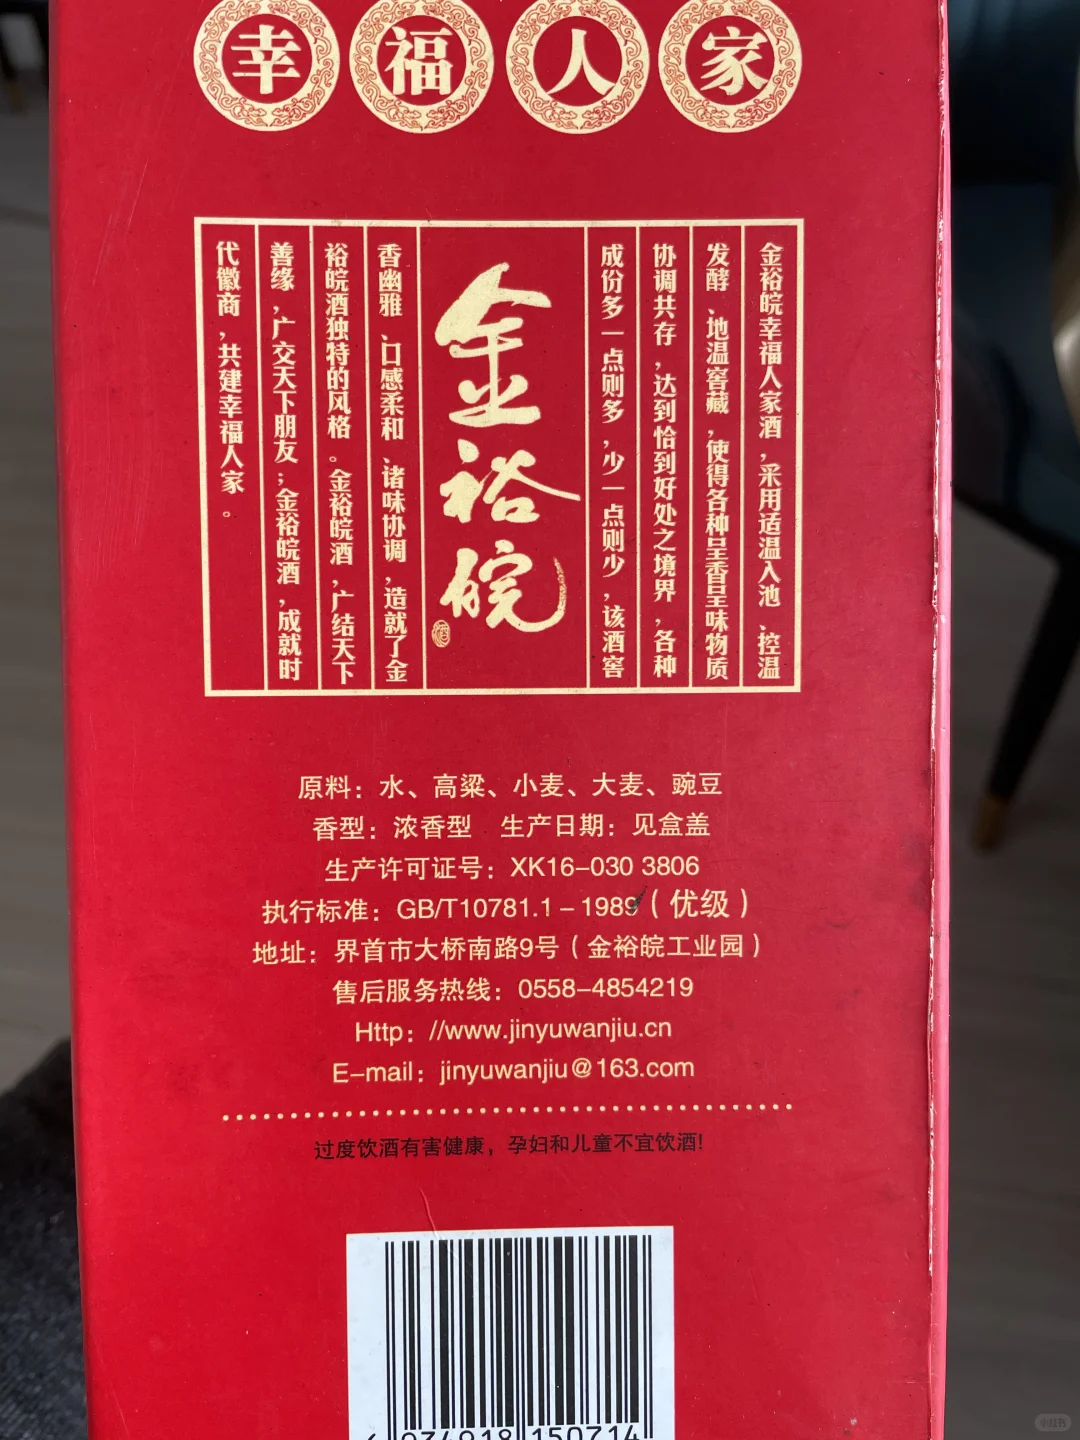 幸福人家
金裕皖幸福人家酒，采用适温入池、控温
发酵、地温窖藏，使得各种呈香呈味物质
协调共存，达到恰到好处之境界，各种
成份多一点则多，少一点则少，该酒窖
金裕皖
酒
香幽雅、口感柔和、诸味协调，造就了金
裕皖酒独特的风格。金裕皖酒，广结天下
善缘，广交天下朋友；金裕皖酒，成就时
代徽商，共建幸福人家。
原料：水、高粱、小麦、大麦、豌豆
香型：浓香型 生产日期：见盒盖
生产许可证号：XK16-030 3806
执行标准：GB/T10781.1-1989（优级）
地址：界首市大桥南路9号（金裕皖工业园）
售后服务热线：0558-4854219
Http：//www.jinyuwanjiu.cn
E-mail：jinyuwanjiu@163.com
过度饮酒有害健康，孕妇和儿童不宜饮酒!
6 934918 150714
小红书